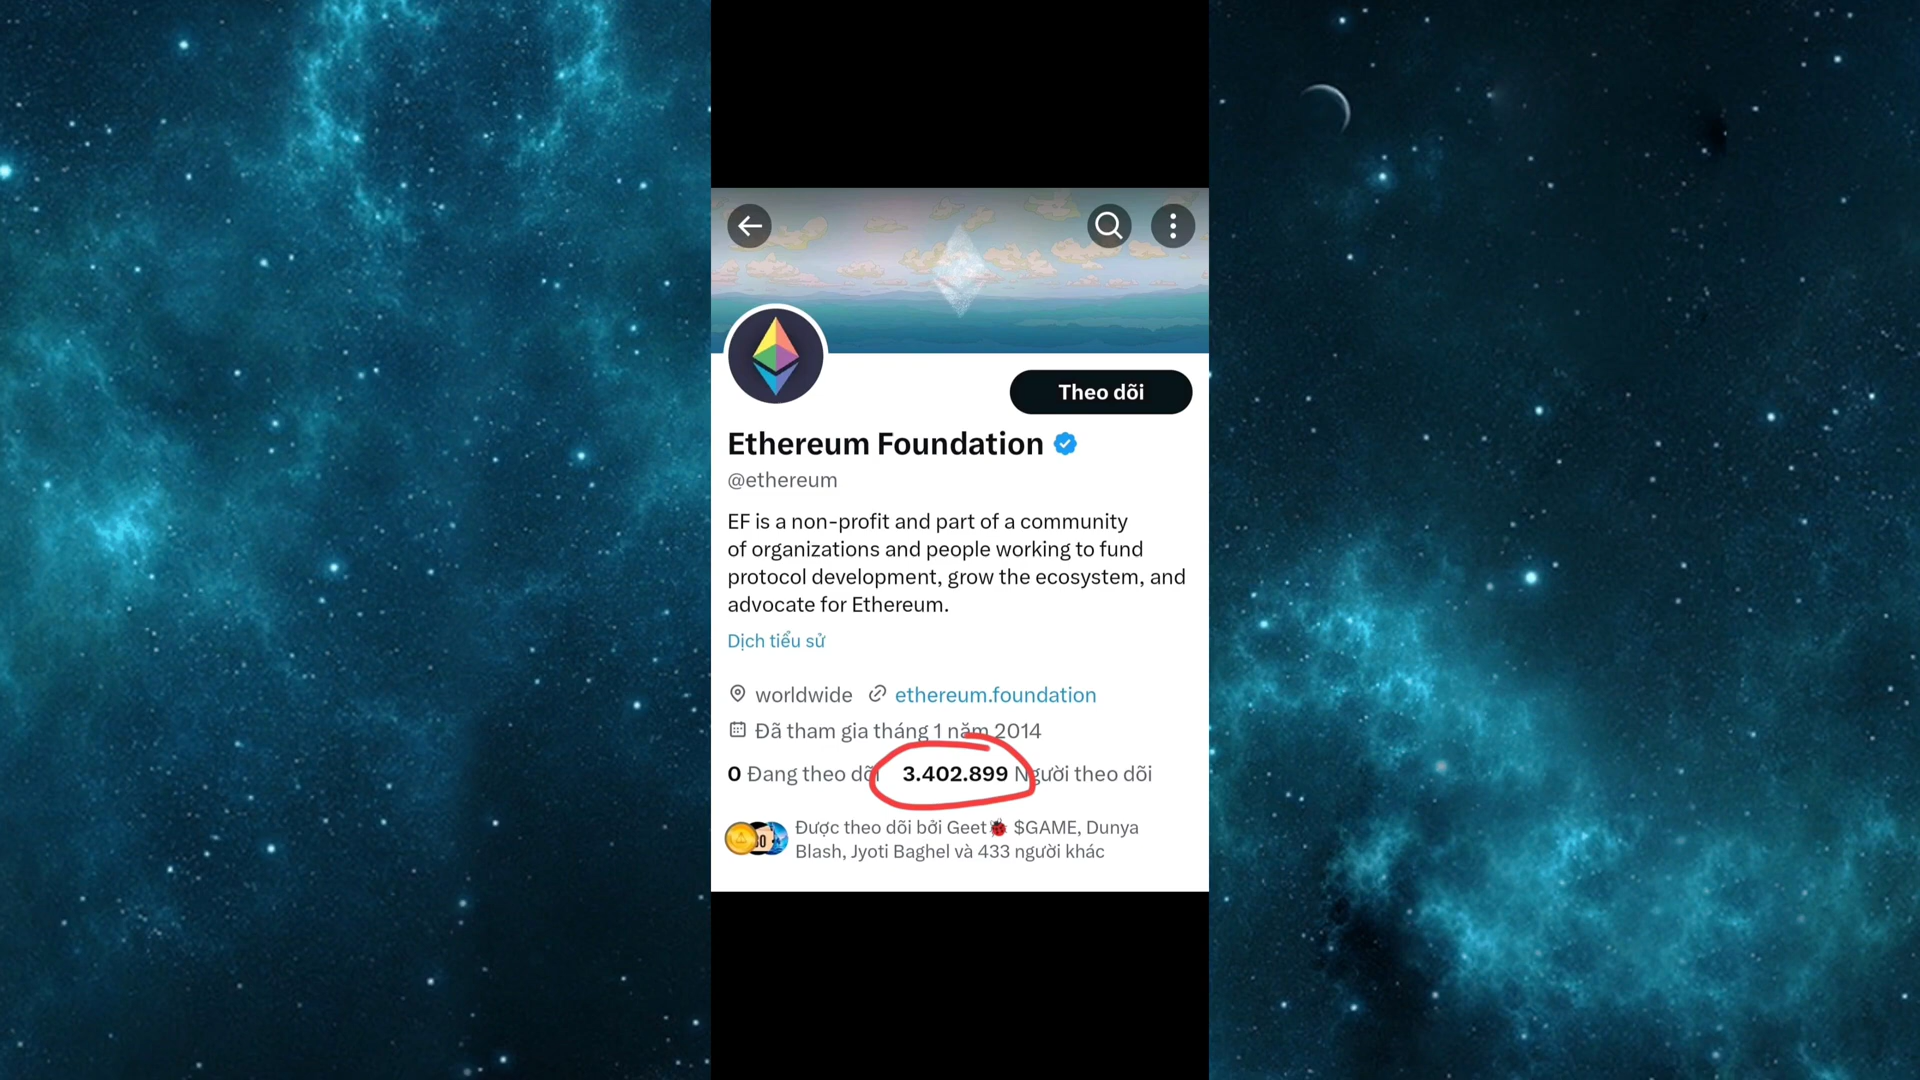 Theo dõi
Ethereum Foundation
@ethereum
EF is a non-profit and part of a community
of organizations and people working to fund
protocol development, grow the ecosystem, and
advocate for Ethereum.
Dịch tiểu sử
worldwide ethereum.foundation
Đã tham gia tháng 1 năm 2014
0 Đang theo dõi 3.402.899 Người theo dõi
Được theo dõi bởi Geet🐞 $GAME, Dunya
Blash, Jyoti Baghel và 433 người khác